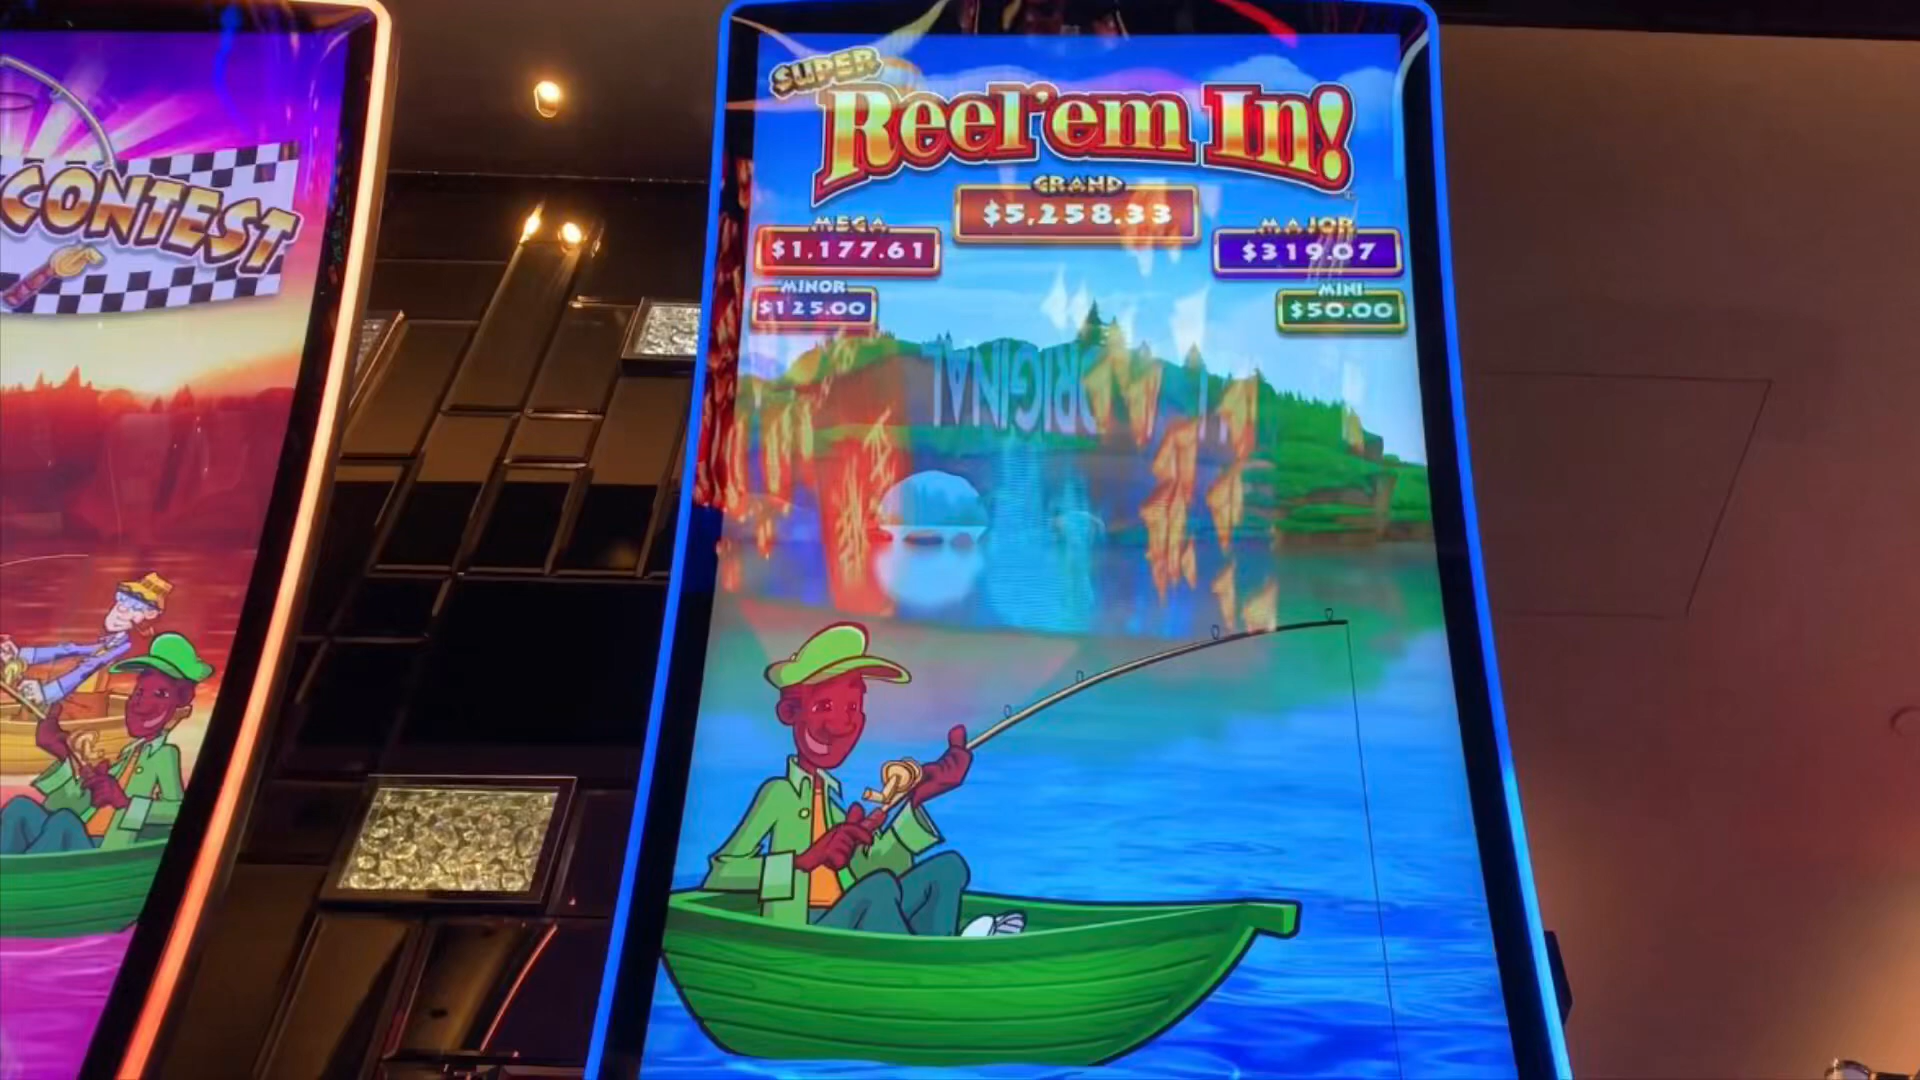 SUPER
Reel'em In!
GRAND
$5,258.33
MEGA
$1,177.61
MAJOR
$319.07
MINOR
$125.00
MINI
$50.00
ORIGINAL
CONTEST